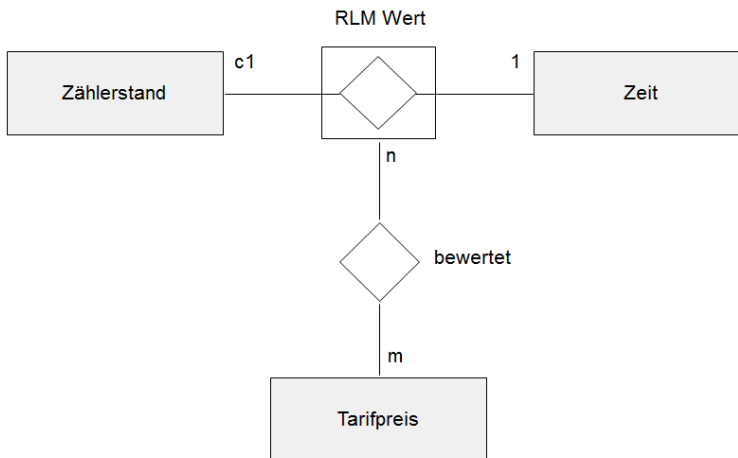 RLM Wert
c1
1
Zählerstand
Zeit
n
bewertet
m
Tarifpreis